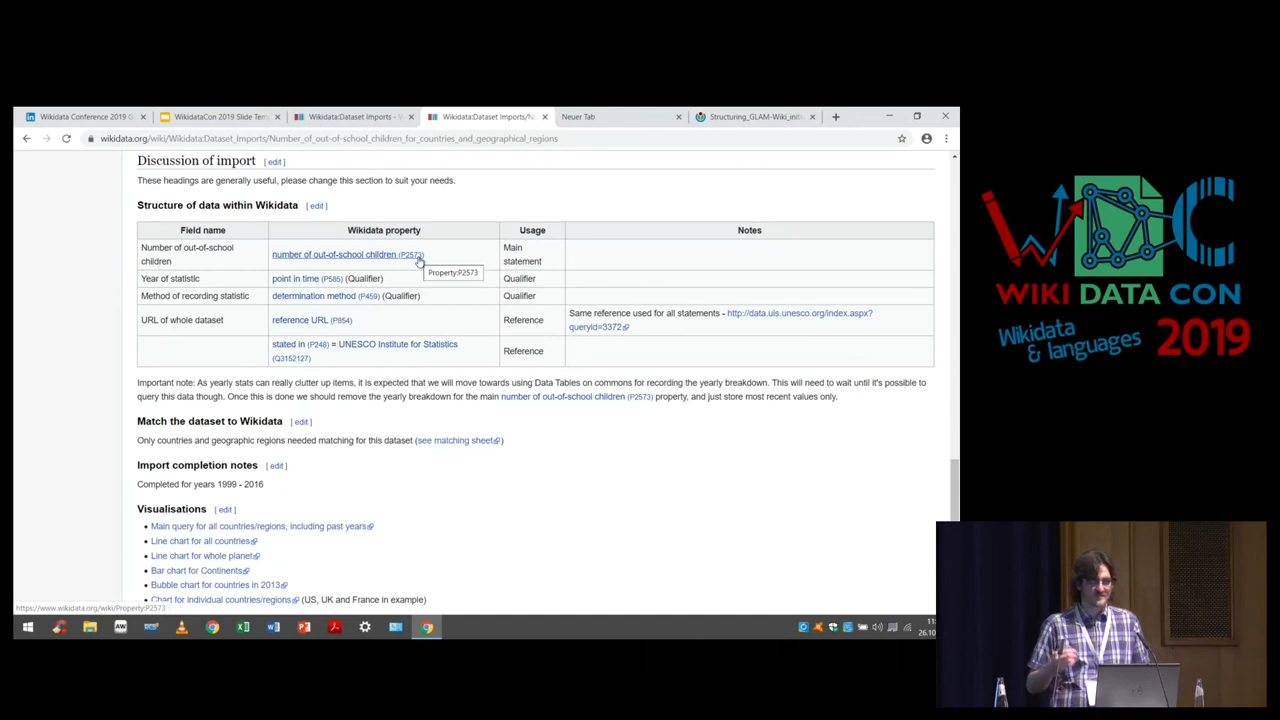 Wikidata Conference 2019 G
WikidataCon 2019 Slide Tem
Wikidata:Dataset Imports - W
Wikidata:Dataset Imports/Nu
Neuer Tab
Structuring_GLAM-Wiki_initi
wikidata.org/wiki/Wikidata:Dataset_Imports/Number_of_out-of-school_children_for_countries_and_geographical_regions
Discussion of import [ edit ]
These headings are generally useful, please change this section to suit your needs.
Structure of data within Wikidata [ edit ]
Field name Wikidata property Usage Notes
Number of out-of-school
children
number of out-of-school children (P2573)
Main
statement
Property:P2573
Year of statistic point in time (P585) (Qualifier) Qualifier
Method of recording statistic determination method (P459) (Qualifier) Qualifier
URL of whole dataset reference URL (P854) Reference
Same reference used for all statements - http://data.uis.unesco.org/index.aspx?
queryid=3372
stated in (P248) = UNESCO Institute for Statistics
(Q3152127)
Reference
Important note: As yearly stats can really clutter up items, it is expected that we will move towards using Data Tables on commons for recording the yearly breakdown. This will need to wait until it's possible to
query this data though. Once this is done we should remove the yearly breakdown for the main number of out-of-school children (P2573) property, and just store most recent values only.
Match the dataset to Wikidata [ edit ]
Only countries and geographic regions needed matching for this dataset (see matching sheet)
Import completion notes [ edit ]
Completed for years 1999 - 2016
Visualisations [ edit ]
Main query for all countries/regions, including past years
Line chart for all countries
Line chart for whole planet
Bar chart for Continents
Bubble chart for countries in 2013
Chart for individual countries/regions (US, UK and France in example)
https://www.wikidata.org/wiki/Property:P2573
AW
26.10
WDC
WIKI DATA CON
Wikidata
& languages
2019